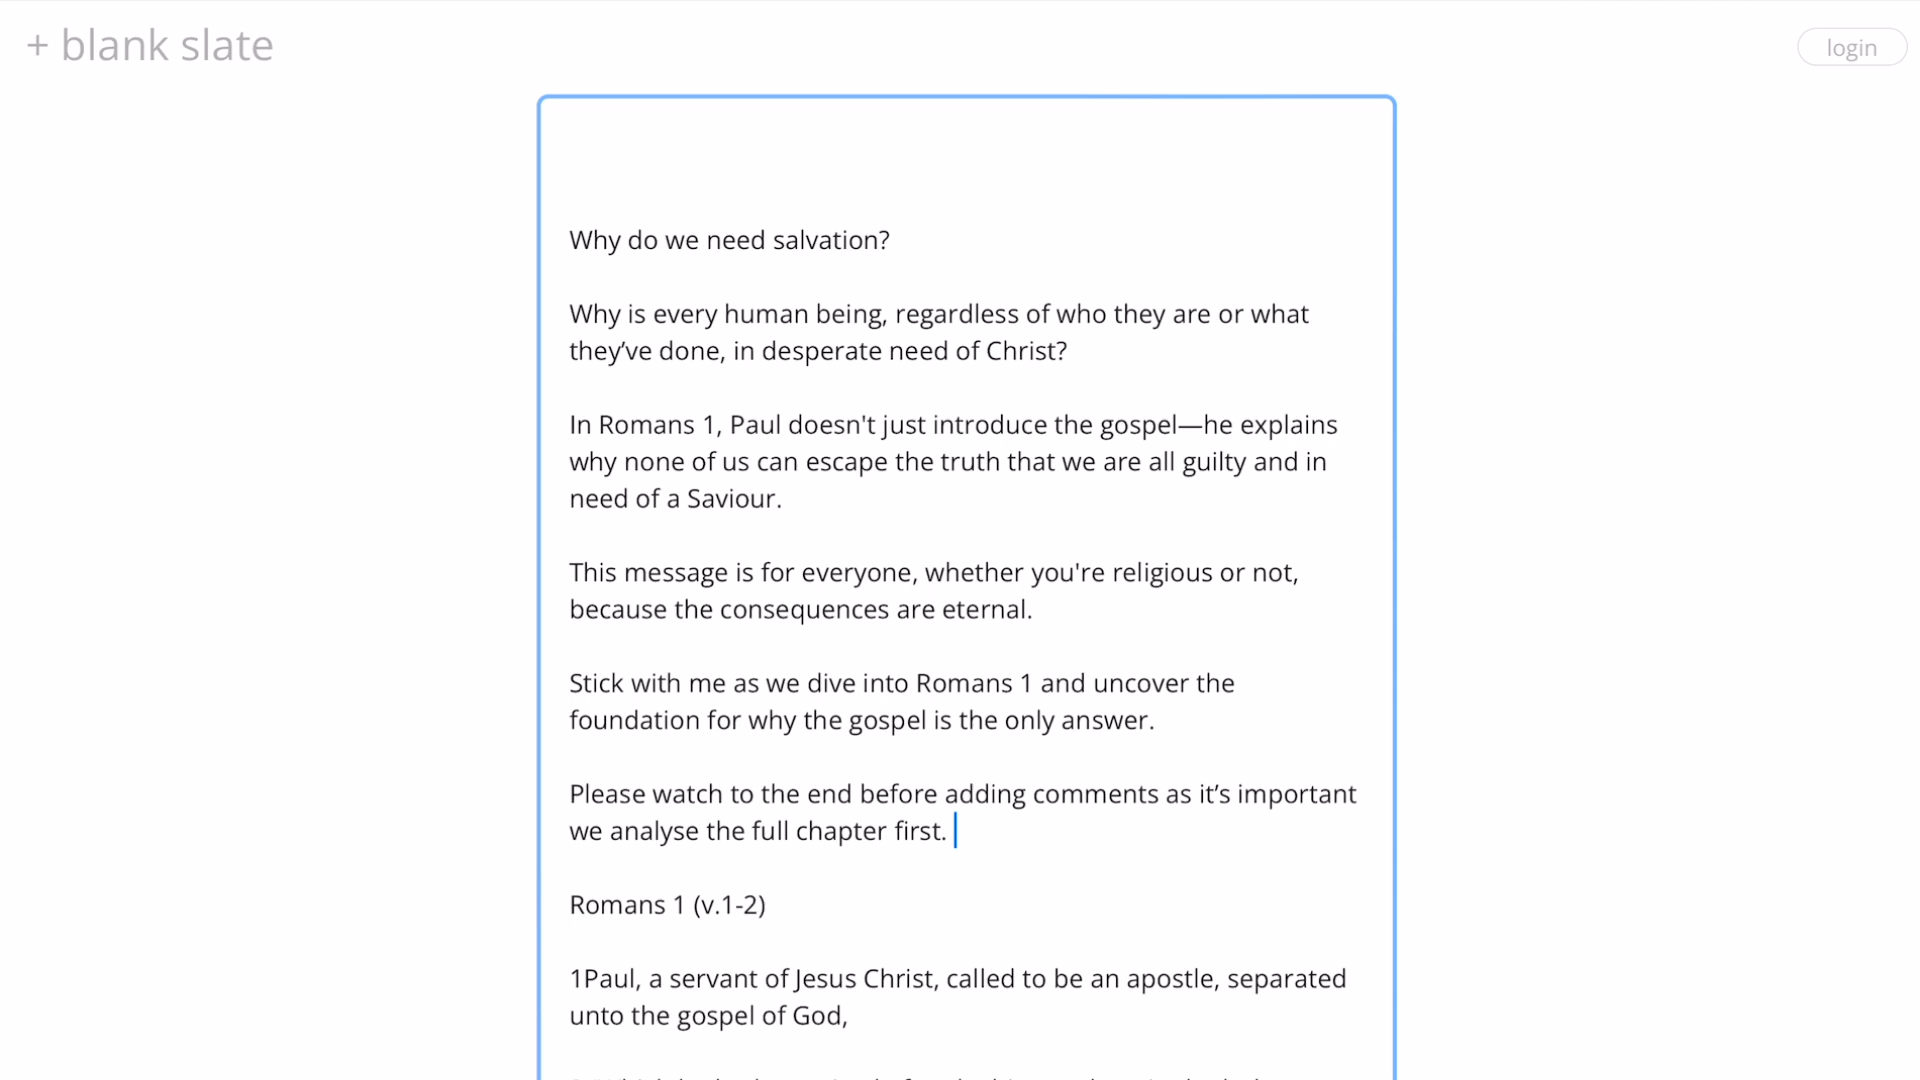 + blank slate
login
Why do we need salvation?
Why is every human being, regardless of who they are or what
they’ve done, in desperate need of Christ?
In Romans 1, Paul doesn't just introduce the gospel—he explains
why none of us can escape the truth that we are all guilty and in
need of a Saviour.
This message is for everyone, whether you're religious or not,
because the consequences are eternal.
Stick with me as we dive into Romans 1 and uncover the
foundation for why the gospel is the only answer.
Please watch to the end before adding comments as it’s important
we analyse the full chapter first.
Romans 1 (v.1-2)
1Paul, a servant of Jesus Christ, called to be an apostle, separated
unto the gospel of God,